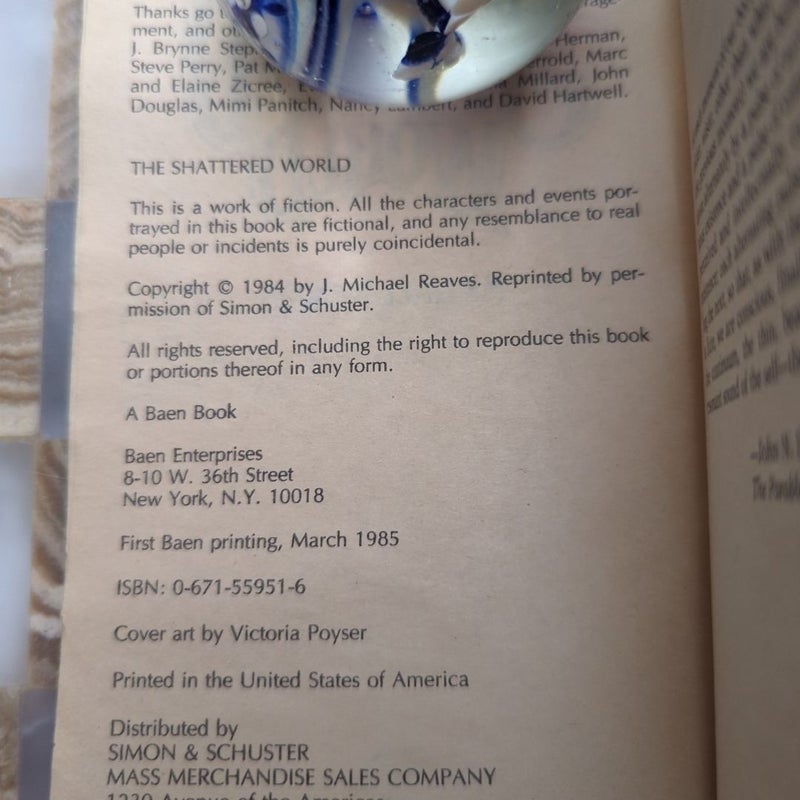 Thanks go
ment, and
J. Brynne Herman,
Steve Perry, Pat Marc
and Elaine Zicree, Millard, John
Douglas, Mimi Panitch, Nancy and David Hartwell.
THE SHATTERED WORLD
This is a work of fiction. All the characters and events por-
trayed in this book are fictional, and any resemblance to real
people or incidents is purely coincidental.
Copyright © 1984 by J. Michael Reaves. Reprinted by per-
mission of Simon & Schuster.
All rights reserved, including the right to reproduce this book
or portions thereof in any form.
A Baen Book
Baen Enterprises
8-10 W. 36th Street
New York, N.Y. 10018
First Baen printing, March 1985
ISBN: 0-671-55951-6
Cover art by Victoria Poyser
Printed in the United States of America
Distributed by
SIMON & SCHUSTER
MASS MERCHANDISE SALES COMPANY
1230 Avenue of the Americas